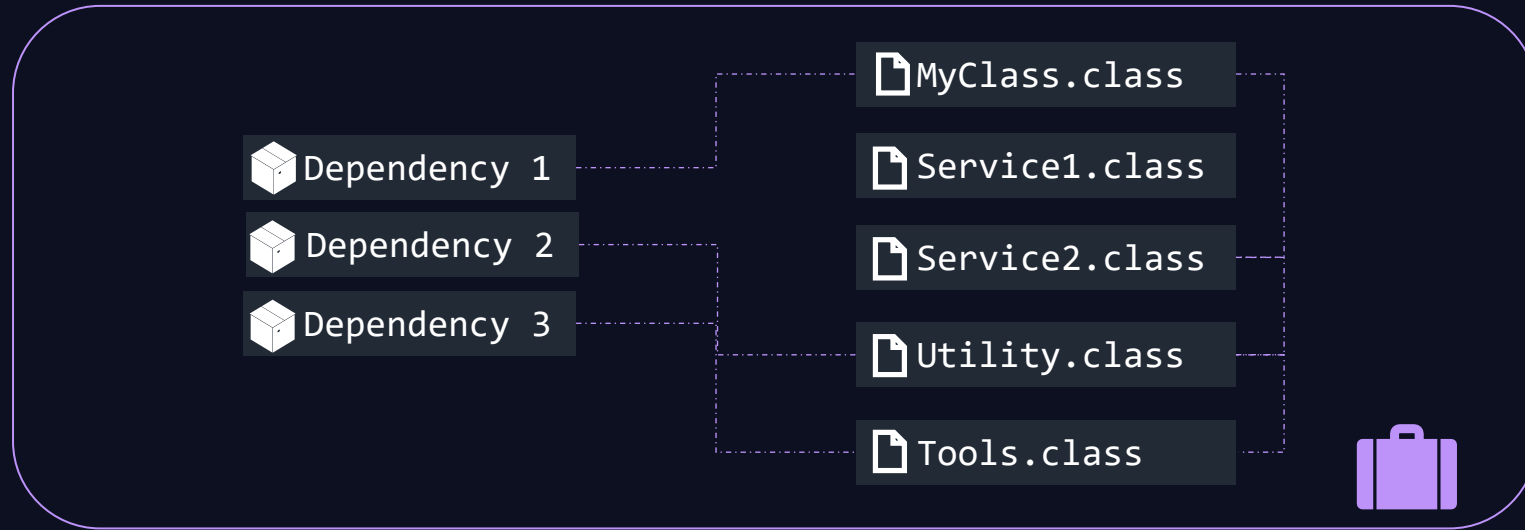 Dependency 1
Dependency 2
Dependency 3
MyClass.class
Service1.class
Service2.class
Utility.class
Tools.class